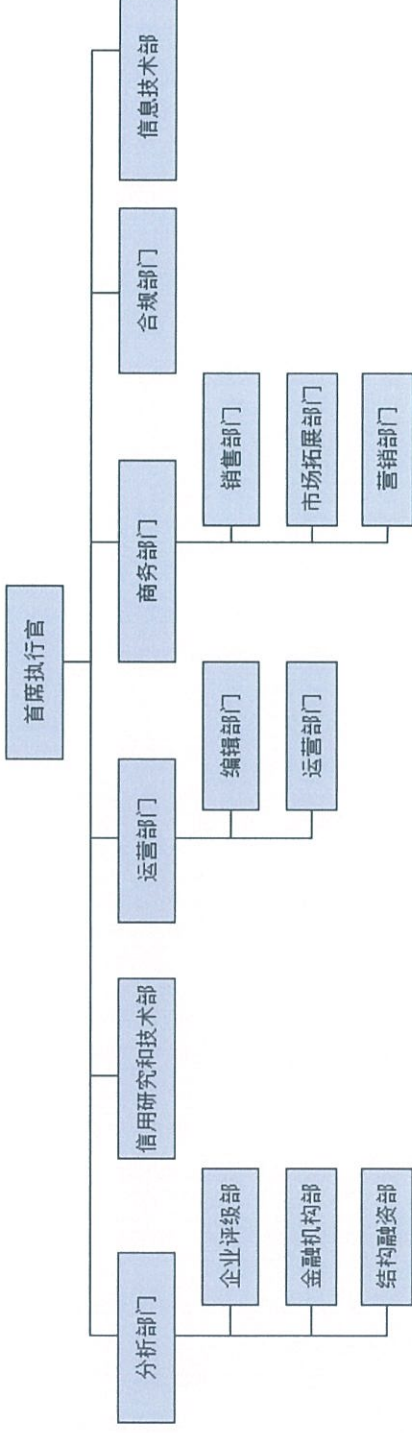 首席执行官
分析部门
信用研究和技术部
运营部门
商务部门
合规部门
信息技术部
企业评级部
金融机构部
结构融资部
编辑部门
运营部门
销售部门
市场拓展部门
营销部门